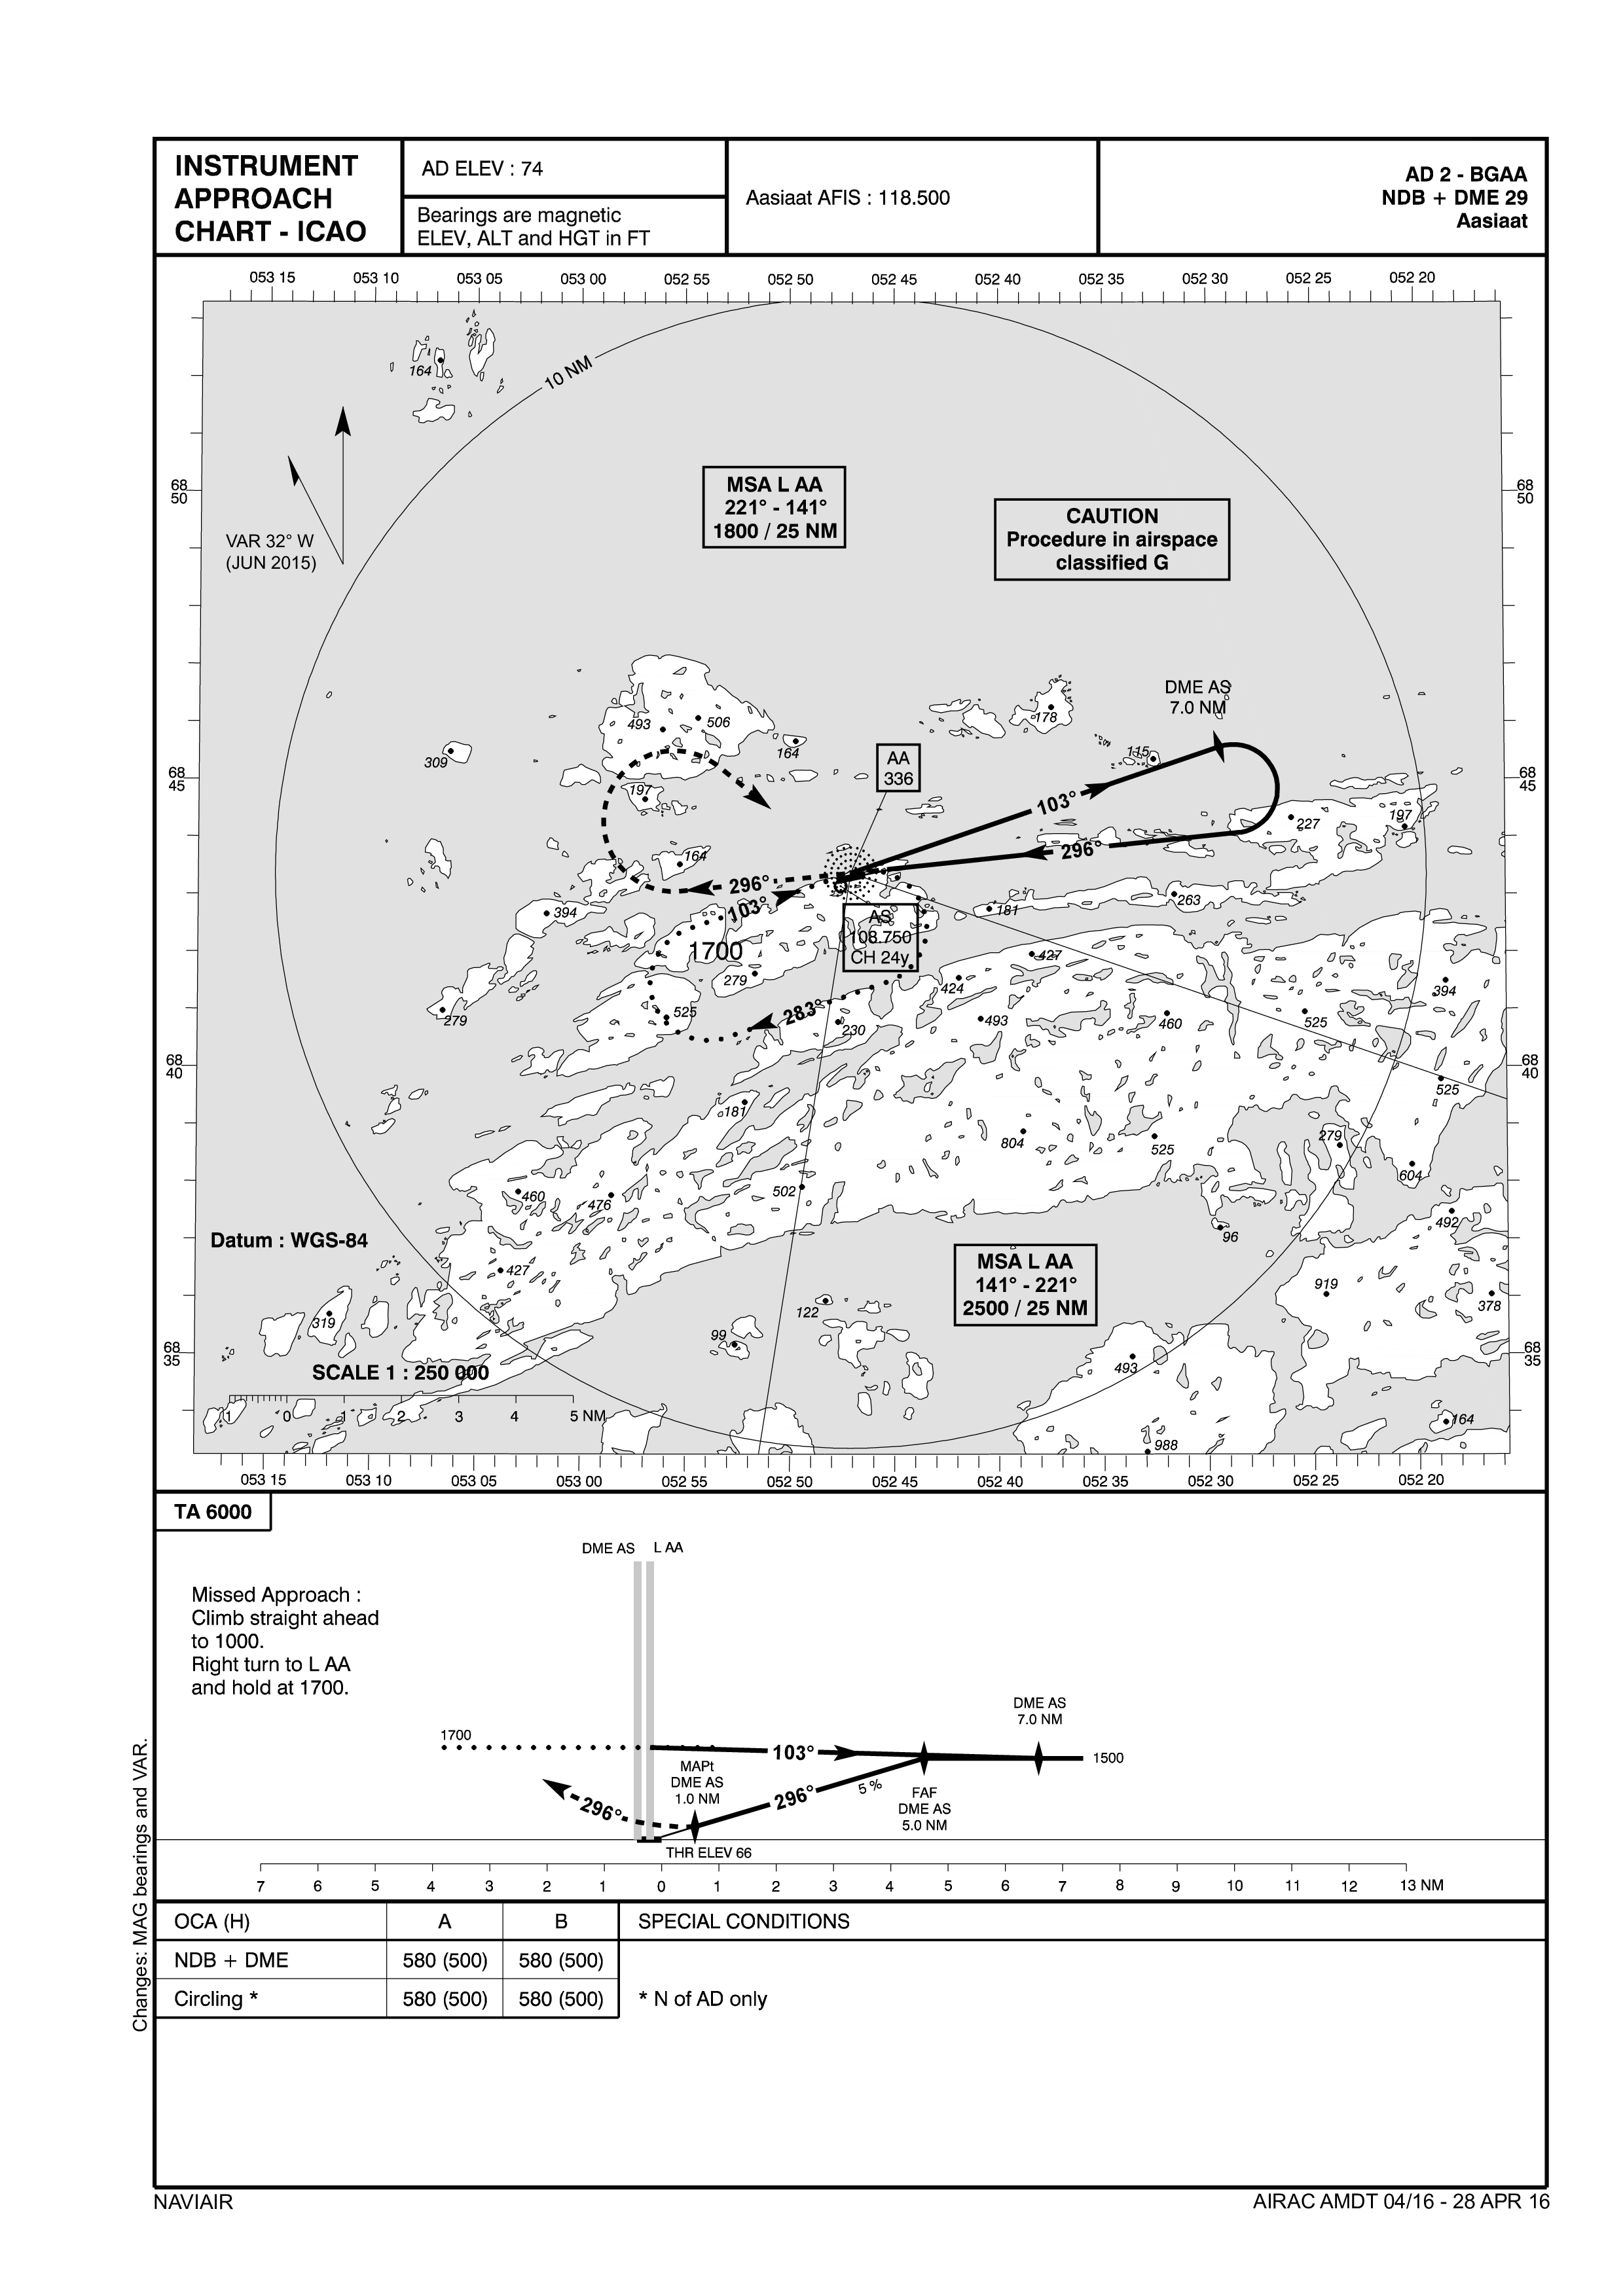 INSTRUMENT
APPROACH
CHART - ICAO
AD ELEV : 74
Bearings are magnetic
ELEV, ALT and HGT in FT
Aasiaat AFIS : 118.500
AD 2 - BGAA
NDB + DME 29
Aasiaat
053 15
053 10
053 05
053 00
052 55
052 50
052 45
052 40
052 35
052 30
052 25
052 20
164
10 NM
68
50
68
50
MSA L AA
221° - 141°
1800 / 25 NM
CAUTION
Procedure in airspace
classified G
VAR 32° W
(JUN 2015)
DME AS
7.0 NM
493
506
178
164
115
309
68
45
68
45
AA
336
197
103°
227
197
296°
164
296°
103°
394
181
263
AS
108.750
CH 24y
1700
427
279
424
394
279
525
283°
230
493
460
525
68
40
68
40
525
181
804
525
279
604
502
460
476
492
96
Datum : WGS-84
MSA L AA
141° - 221°
2500 / 25 NM
427
919
378
319
122
99
68
35
68
35
493
SCALE 1 : 250 000
1
0
1
2
3
4
5 NM
164
988
053 15
053 10
053 05
053 00
052 55
052 50
052 45
052 40
052 35
052 30
052 25
052 20
TA 6000
DME AS
L AA
Missed Approach :
Climb straight ahead
to 1000.
Right turn to L AA
and hold at 1700.
DME AS
7.0 NM
1700
103°
1500
MAPt
DME AS
1.0 NM
296°
5 %
FAF
DME AS
5.0 NM
296°
THR ELEV 66
7
6
5
4
3
2
1
0
1
2
3
4
5
6
7
8
9
10
11
12
13 NM
OCA (H)
A
B
SPECIAL CONDITIONS
NDB + DME
580 (500)
580 (500)
Circling *
580 (500)
580 (500)
* N of AD only
Changes: MAG bearings and VAR.
NAVIAIR
AIRAC AMDT 04/16 - 28 APR 16